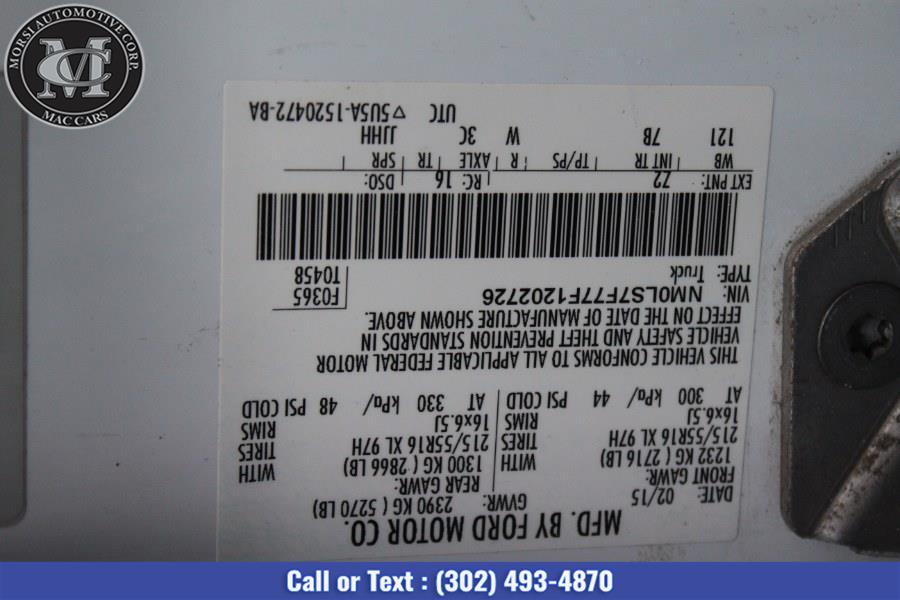 MORSI AUTOMOTIVE CORP.
MC
MAC CARS
MFD. BY FORD MOTOR CO.
DATE: 02/15 GVWR: 2390 KG ( 5270 LB)
FRONT GAWR: REAR GAWR:
1232 KG ( 2716 LB) WITH 1300 KG ( 2866 LB) WITH
215/55R16 XL 97H TIRES 215/55R16 XL 97H TIRES
16x6.5J RIMS 16x6.5J RIMS
AT 300 kPa/ 44 PSI COLD AT 330 kPa/ 48 PSI COLD
THIS VEHICLE CONFORMS TO ALL APPLICABLE FEDERAL MOTOR
VEHICLE SAFETY AND THEFT PREVENTION STANDARDS IN
EFFECT ON THE DATE OF MANUFACTURE SHOWN ABOVE.
VIN: NM0LS7F77F1202726 F0365
TYPE: Truck T0458
EXT PNT: 72 RC: 16 DSO:
WB INT TR TP/PS R AXLE TR SPR
121 7B W 3C JJHH
UTC ▽ 5U5A-1520472-BA
Call or Text : (302) 493-4870